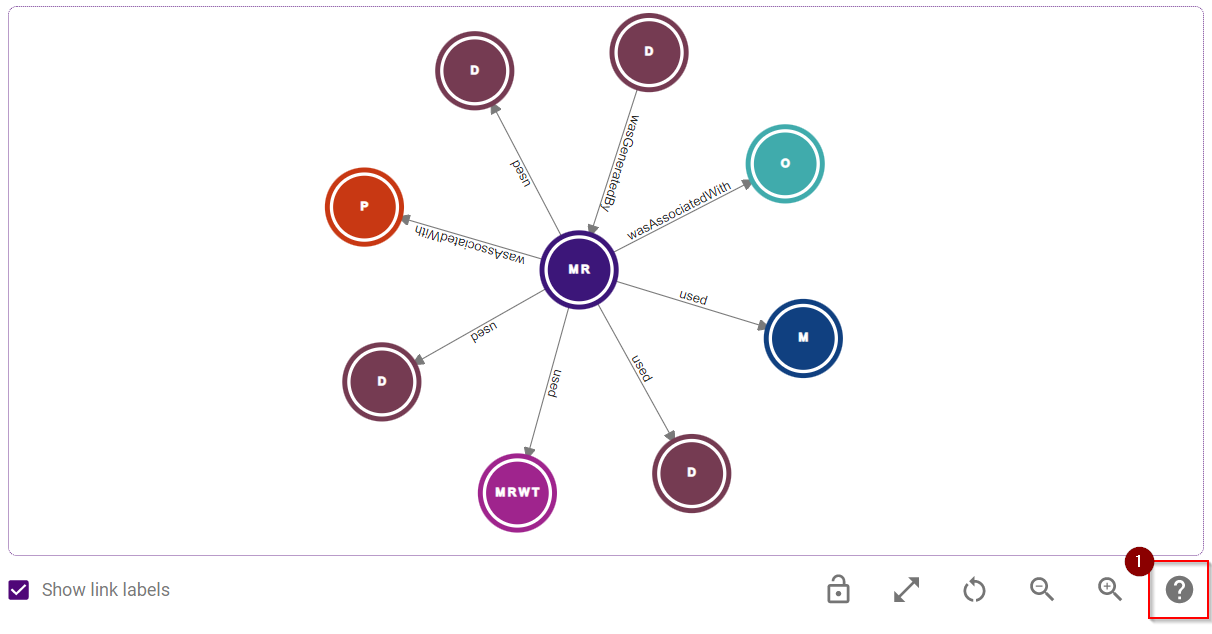 D
D
used
wasGeneratedBy
O
P
wasAssociatedWith
wasAssociatedWith
MR
used
M
used
used
used
D
MRWT
D
1
Show link labels
?